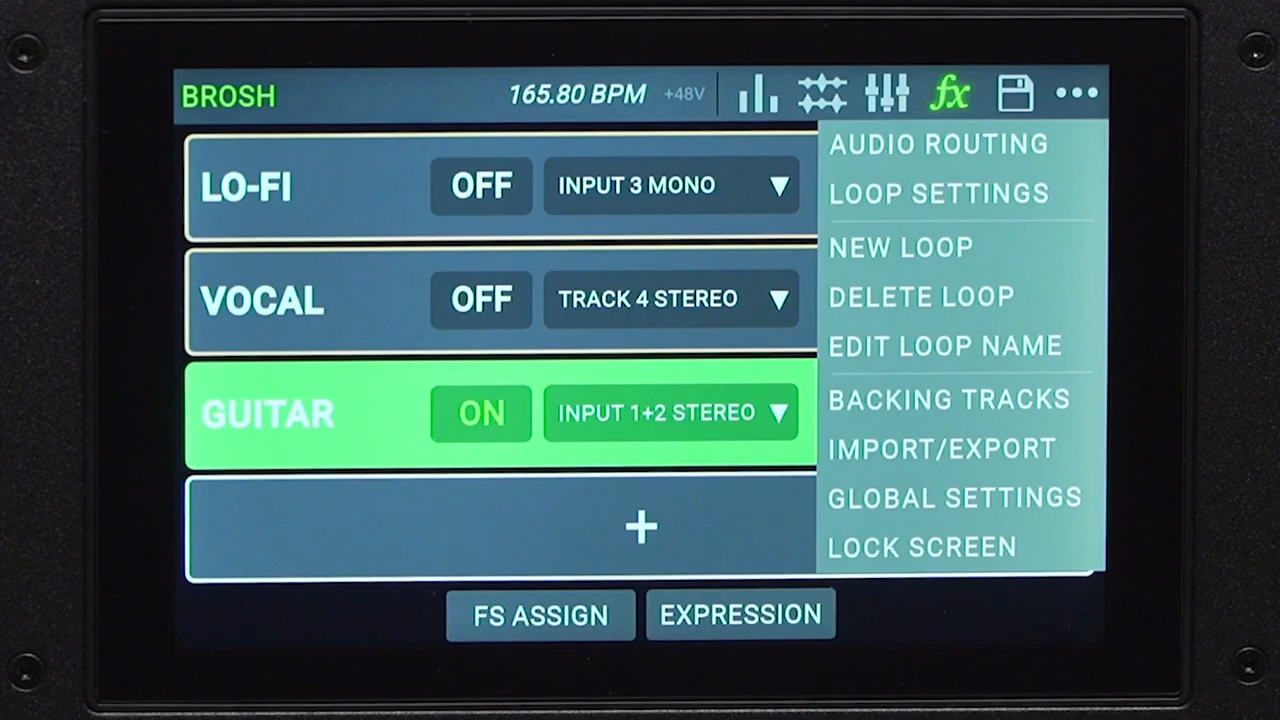 BROSH 165.80 BPM +48V fx
AUDIO ROUTING
LO-FI OFF INPUT 3 MONO
LOOP SETTINGS
NEW LOOP
VOCAL OFF TRACK 4 STEREO
DELETE LOOP
EDIT LOOP NAME
GUITAR ON INPUT 1+2 STEREO
BACKING TRACKS
IMPORT/EXPORT
GLOBAL SETTINGS
+
LOCK SCREEN
FS ASSIGN EXPRESSION